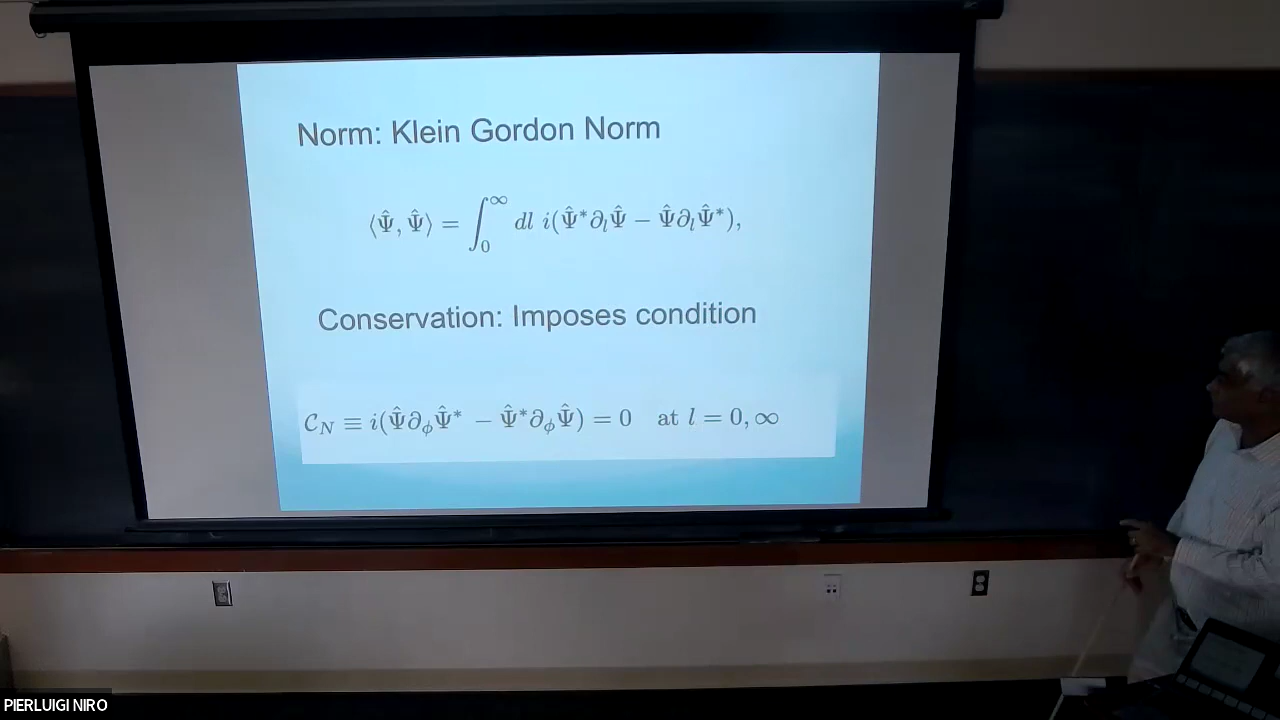 Norm: Klein Gordon Norm
⟨Ψ̂, Ψ̂⟩ = ∫₀^∞ dl i(Ψ̂*∂ₗΨ̂ − Ψ̂∂ₗΨ̂*),
Conservation: Imposes condition
𝒞_N ≡ i(Ψ̂∂_ϕΨ̂* − Ψ̂*∂_ϕΨ̂) = 0 at l = 0, ∞
PIERLUIGI NIRO